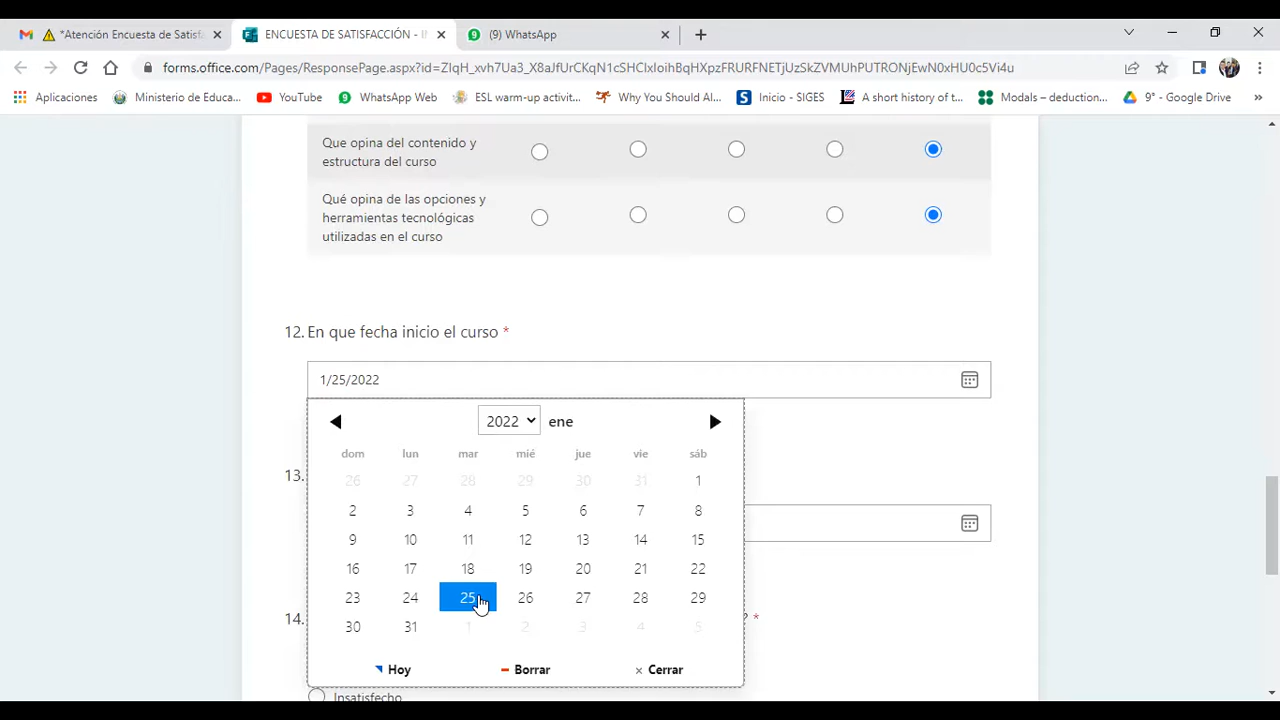 *Atención Encuesta de Satisf
ENCUESTA DE SATISFACCIÓN - I
(9) WhatsApp
forms.office.com/Pages/ResponsePage.aspx?id=ZIqH_xvh7Ua3_X8aJfUrCKqN1cSHClxIoihBqHXpzFRURFNETjUzSkZVMUhPUTRONjEwN0xHU0c5Vi4u
Aplicaciones
Ministerio de Educa...
YouTube
WhatsApp Web
ESL warm-up activit...
Why You Should Al...
Inicio - SIGES
A short history of t...
Modals – deduction...
9° - Google Drive
»
Que opina del contenido y
estructura del curso
Qué opina de las opciones y
herramientas tecnológicas
utilizadas en el curso
12. En que fecha inicio el curso *
1/25/2022
2022 ene
dom lun mar mié jue vie sáb
26 27 28 29 30 31 1
2 3 4 5 6 7 8
9 10 11 12 13 14 15
16 17 18 19 20 21 22
23 24 25 26 27 28 29
30 31 1 2 3 4 5
Hoy Borrar Cerrar
13.
14. ? *
Insatisfecho